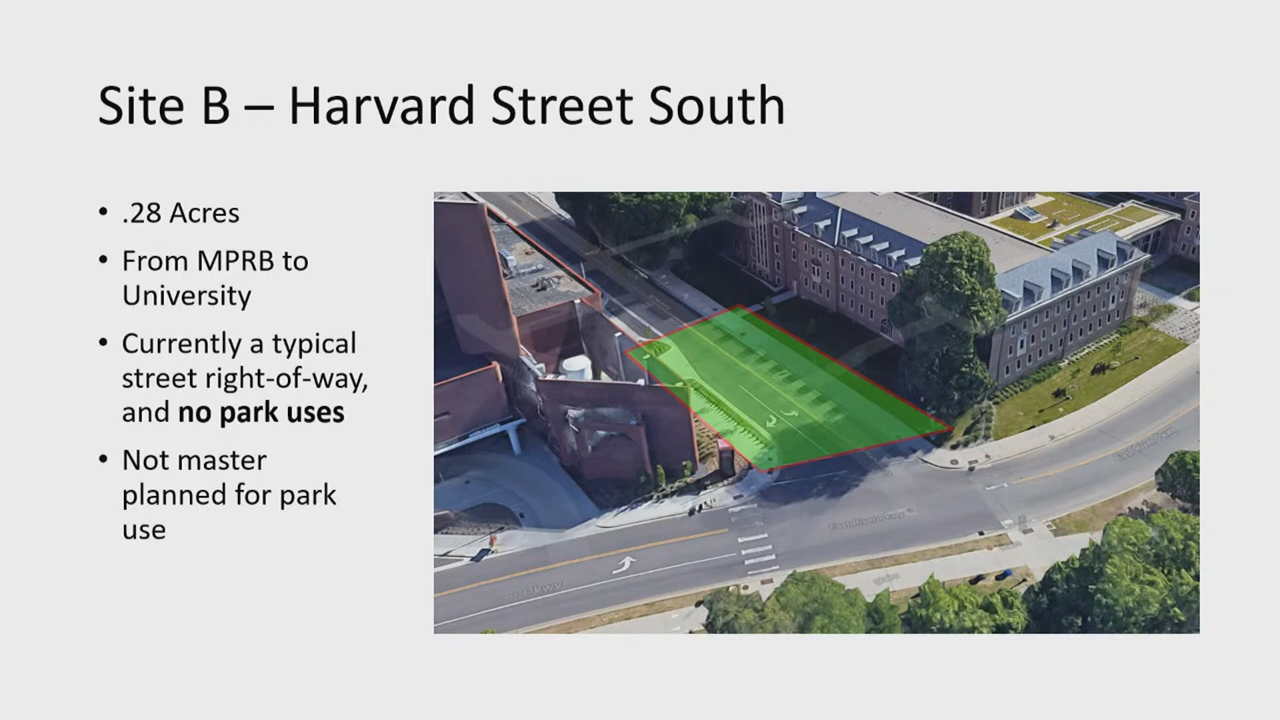 Site B – Harvard Street South
• .28 Acres
• From MPRB to
University
• Currently a typical
street right-of-way,
and no park uses
• Not master
planned for park
use
Pkwy